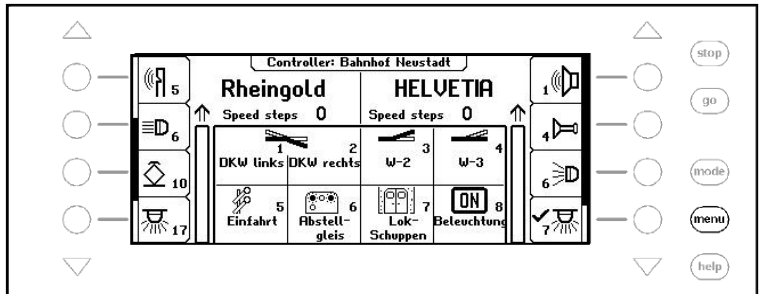 Controller: Bahnhof Neustadt
stop
5
Rheingold
HELVETIA
1
go
Speed steps 0
Speed steps 0
6
4
1
2
3
4
DKW links
DKW rechts
W-2
W-3
10
6
mode
5
6
7
ON 8
Einfahrt
Abstell-
gleis
Lok-
Schuppen
Beleuchtung
17
7
menu
help